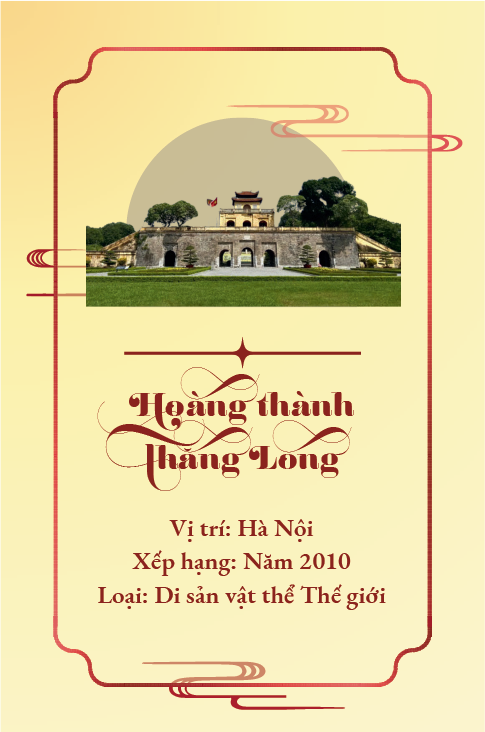 Hoàng thành
Thăng Long
Vị trí: Hà Nội
Xếp hạng: Năm 2010
Loại: Di sản vật thể Thế giới